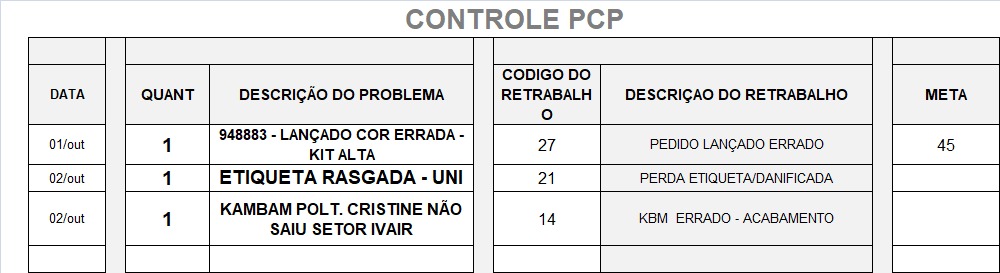 CONTROLE PCP
DATA QUANT DESCRIÇÃO DO PROBLEMA CODIGO DO RETRABALH O DESCRIÇAO DO RETRABALHO META
01/out 1 948883 - LANÇADO COR ERRADA - KIT ALTA 27 PEDIDO LANÇADO ERRADO 45
02/out 1 ETIQUETA RASGADA - UNI 21 PERDA ETIQUETA/DANIFICADA
02/out 1 KAMBAM POLT. CRISTINE NÃO SAIU SETOR IVAIR 14 KBM ERRADO - ACABAMENTO